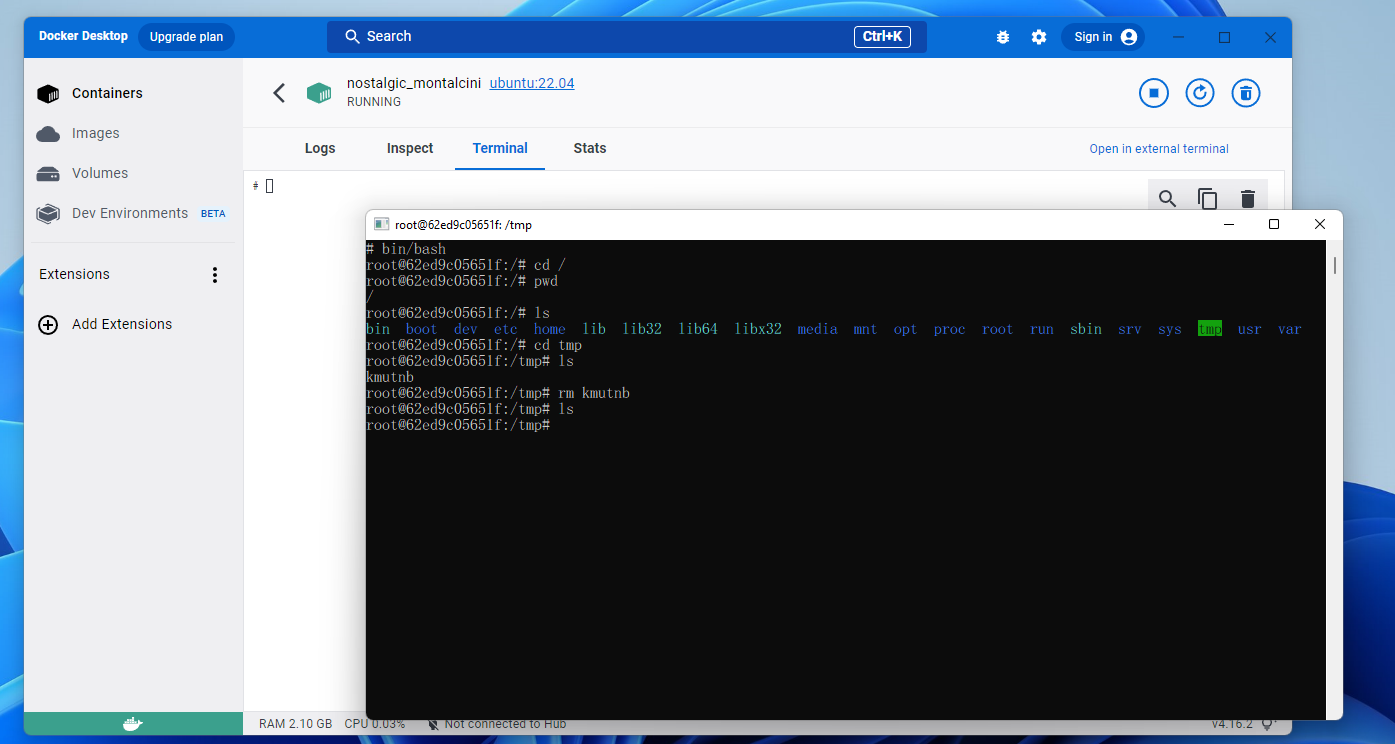 Docker Desktop Upgrade plan Search Ctrl+K Sign in
Containers
Images
Volumes
Dev Environments BETA
Extensions
Add Extensions
nostalgic_montalcini ubuntu:22.04
RUNNING
Logs Inspect Terminal Stats Open in external terminal
#
root@62ed9c05651f: /tmp
# bin/bash
root@62ed9c05651f:/# cd /
root@62ed9c05651f:/# pwd
/
root@62ed9c05651f:/# ls
bin boot dev etc home lib lib32 lib64 libx32 media mnt opt proc root run sbin srv sys tmp usr var
root@62ed9c05651f:/# cd tmp
root@62ed9c05651f:/tmp# ls
kmutnb
root@62ed9c05651f:/tmp# rm kmutnb
root@62ed9c05651f:/tmp# ls
root@62ed9c05651f:/tmp#
RAM 2.10 GB CPU 0.03% Not connected to Hub v4.16.2